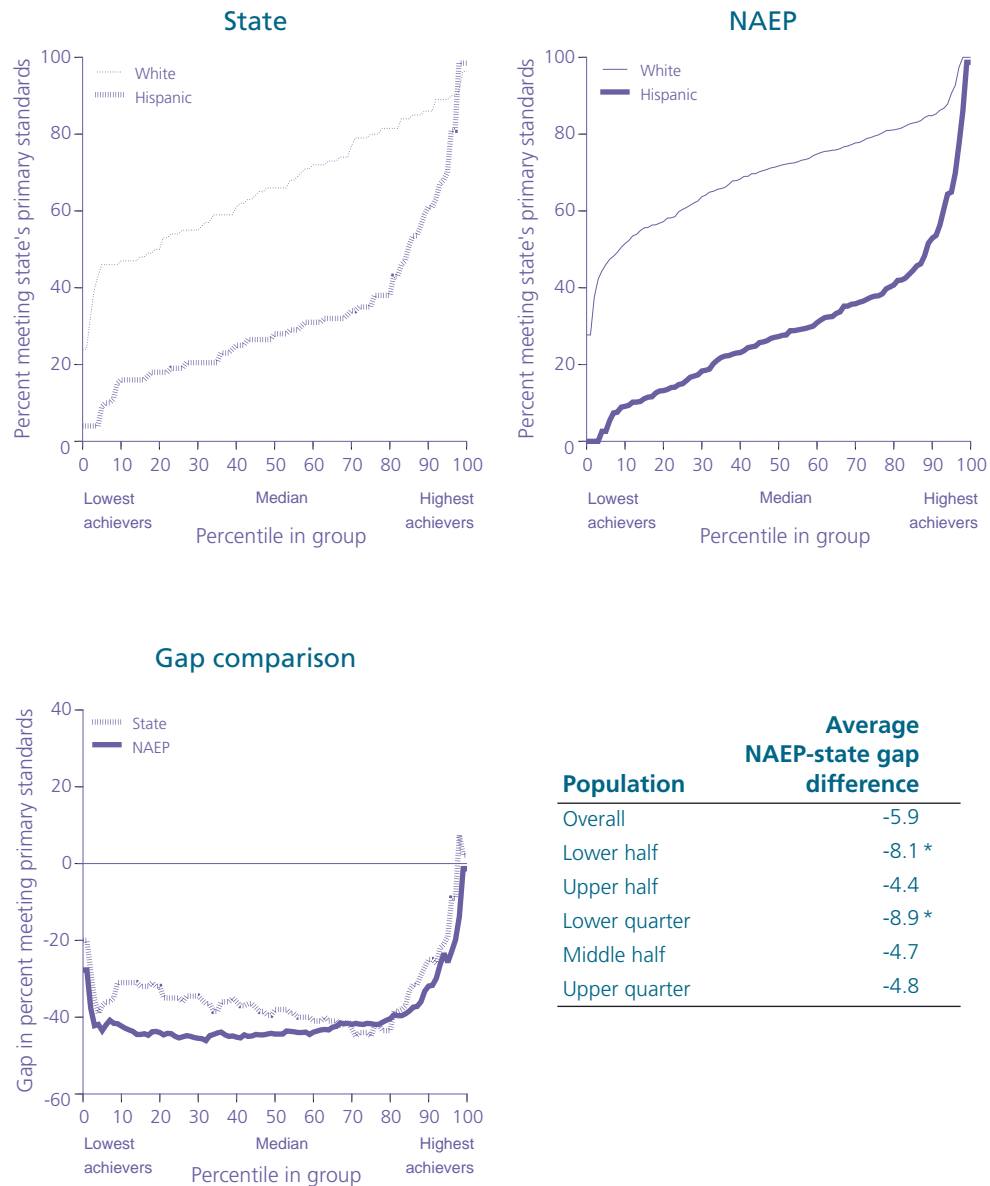 State
Percent meeting state's primary standards
100
80
60
40
20
0
White
Hispanic
0 10 20 30 40 50 60 70 80 90 100
Lowest achievers
Median
Highest achievers
Percentile in group
NAEP
Percent meeting state's primary standards
100
80
60
40
20
0
White
Hispanic
0 10 20 30 40 50 60 70 80 90 100
Lowest achievers
Median
Highest achievers
Percentile in group
Gap comparison
Gap in percent meeting primary standards
40
20
0
-20
-40
-60
State
NAEP
0 10 20 30 40 50 60 70 80 90 100
Lowest achievers
Median
Highest achievers
Percentile in group
Population Average NAEP-state gap difference
Overall -5.9
Lower half -8.1 *
Upper half -4.4
Lower quarter -8.9 *
Middle half -4.7
Upper quarter -4.8